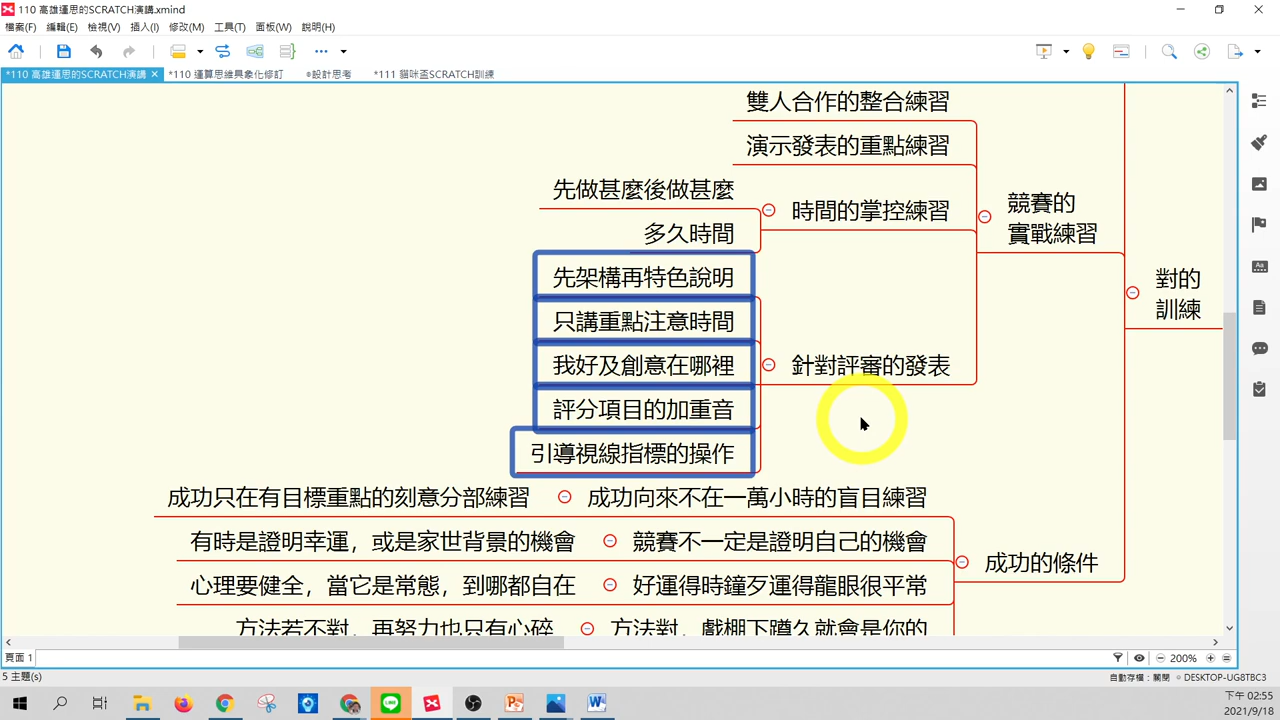 110 高雄運思的SCRATCH演講.xmind
檔案(F) 編輯(E) 檢視(V) 插入(I) 修改(M) 工具(T) 面板(W) 說明(H)
*110 高雄運思的SCRATCH演講 *110 運算思維具象化修訂 設計思考 *111 貓咪盃SCRATCH訓練
雙人合作的整合練習
演示發表的重點練習
先做甚麼後做甚麼
多久時間
時間的掌控練習
競賽的
實戰練習
先架構再特色說明
只講重點注意時間
我好及創意在哪裡
評分項目的加重音
引導視線指標的操作
針對評審的發表
對的
訓練
成功只在有目標重點的刻意分部練習
成功向來不在一萬小時的盲目練習
有時是證明幸運，或是家世背景的機會
競賽不一定是證明自己的機會
心理要健全，當它是常態，到哪都自在
好運得時鐘歹運得龍眼很平常
方法若不對，再努力也只有心碎
方法對，戲棚下蹲久就會是你的
成功的條件
頁面 1
200%
5 主題(s)
自動存檔：關閉 DESKTOP-UG8TBC3
下午 02:55
2021/9/18